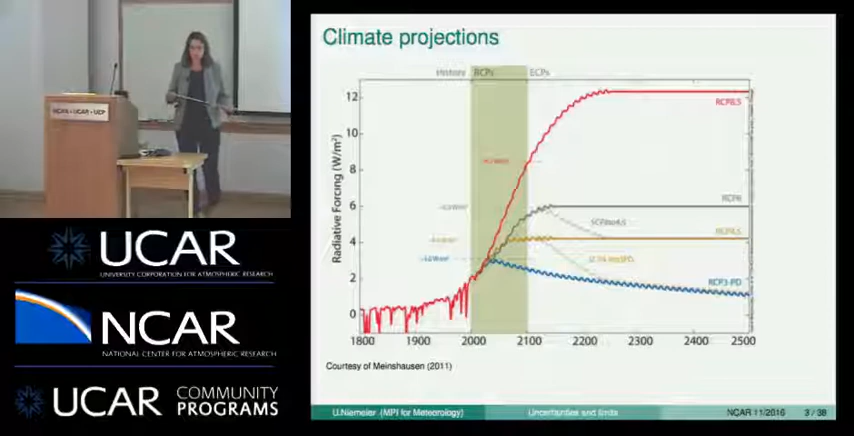 Climate projections
History RCPs ECPs
12
10
8
6
4
2
0
Radiative Forcing (W/m²)
RCP8.5
RCP6
RCP4.5
RCP3-PD
1800 1900 2000 2100 2200 2300 2400 2500
Courtesy of Meinshausen (2011)
U.Niemeier (MPI for Meteorology) Uncertainties and limits NCAR 11/2016 3 / 38
NCAR • UCAR • UCP
UCAR
UNIVERSITY CORPORATION FOR ATMOSPHERIC RESEARCH
NCAR
NATIONAL CENTER FOR ATMOSPHERIC RESEARCH
UCAR COMMUNITY
PROGRAMS